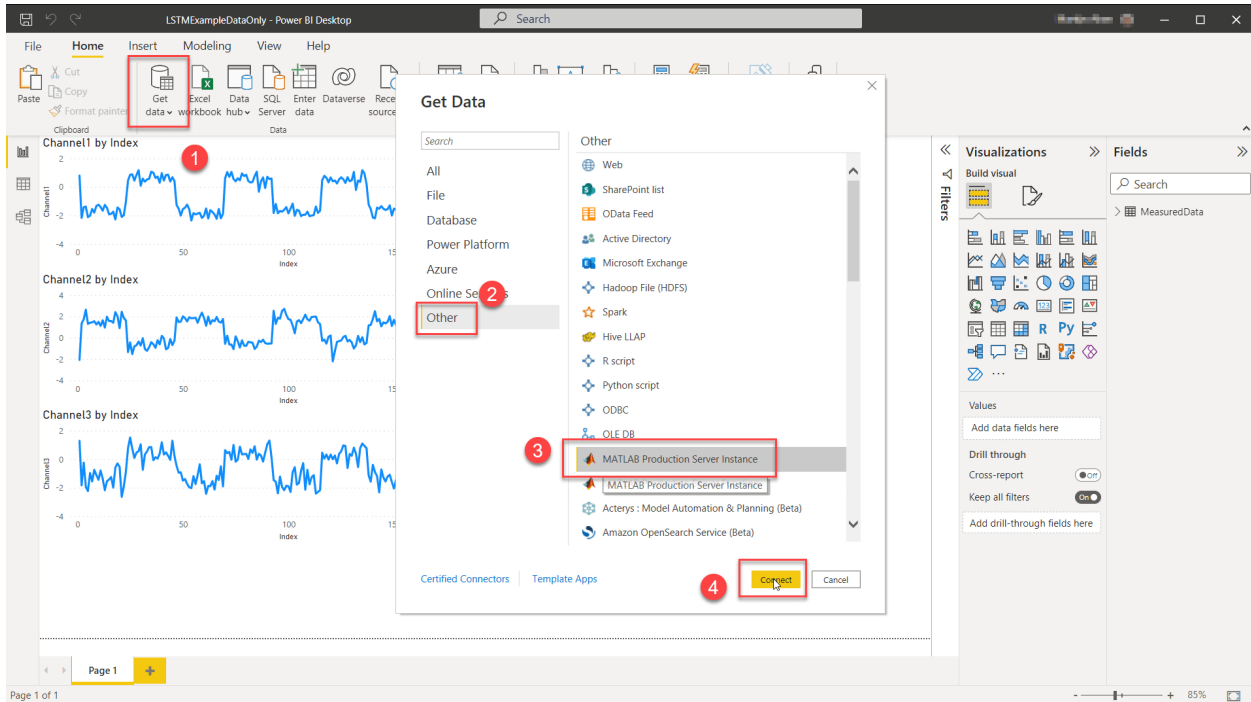 LSTMExampleDataOnly - Power BI Desktop
Search
File Home Insert Modeling View Help
Paste
Cut
Copy
Format painter
Clipboard
Get data
Excel workbook
Data hub
SQL Server
Enter data
Dataverse
Rece
source
Data
1
Channel1 by Index
2
0
-2
-4
Channel1
0 50 100 15
Index
Channel2 by Index
4
2
0
-2
-4
Channel2
0 50 100 15
Index
Channel3 by Index
2
0
-2
-4
Channel3
0 50 100 15
Index
Get Data
Search
All
File
Database
Power Platform
Azure
Online Se s
2
Other
Other
Web
SharePoint list
OData Feed
Active Directory
Microsoft Exchange
Hadoop File (HDFS)
Spark
Hive LLAP
R script
Python script
ODBC
OLE DB
3
MATLAB Production Server Instance
MATLAB Production Server Instance
Acterys : Model Automation & Planning (Beta)
Amazon OpenSearch Service (Beta)
Certified Connectors
Template Apps
4
Connect
Cancel
Filters
Visualizations
Build visual
123
R
Py
...
Values
Add data fields here
Drill through
Cross-report
Off
Keep all filters
On
Add drill-through fields here
Fields
Search
MeasuredData
Page 1
Page 1 of 1
85%